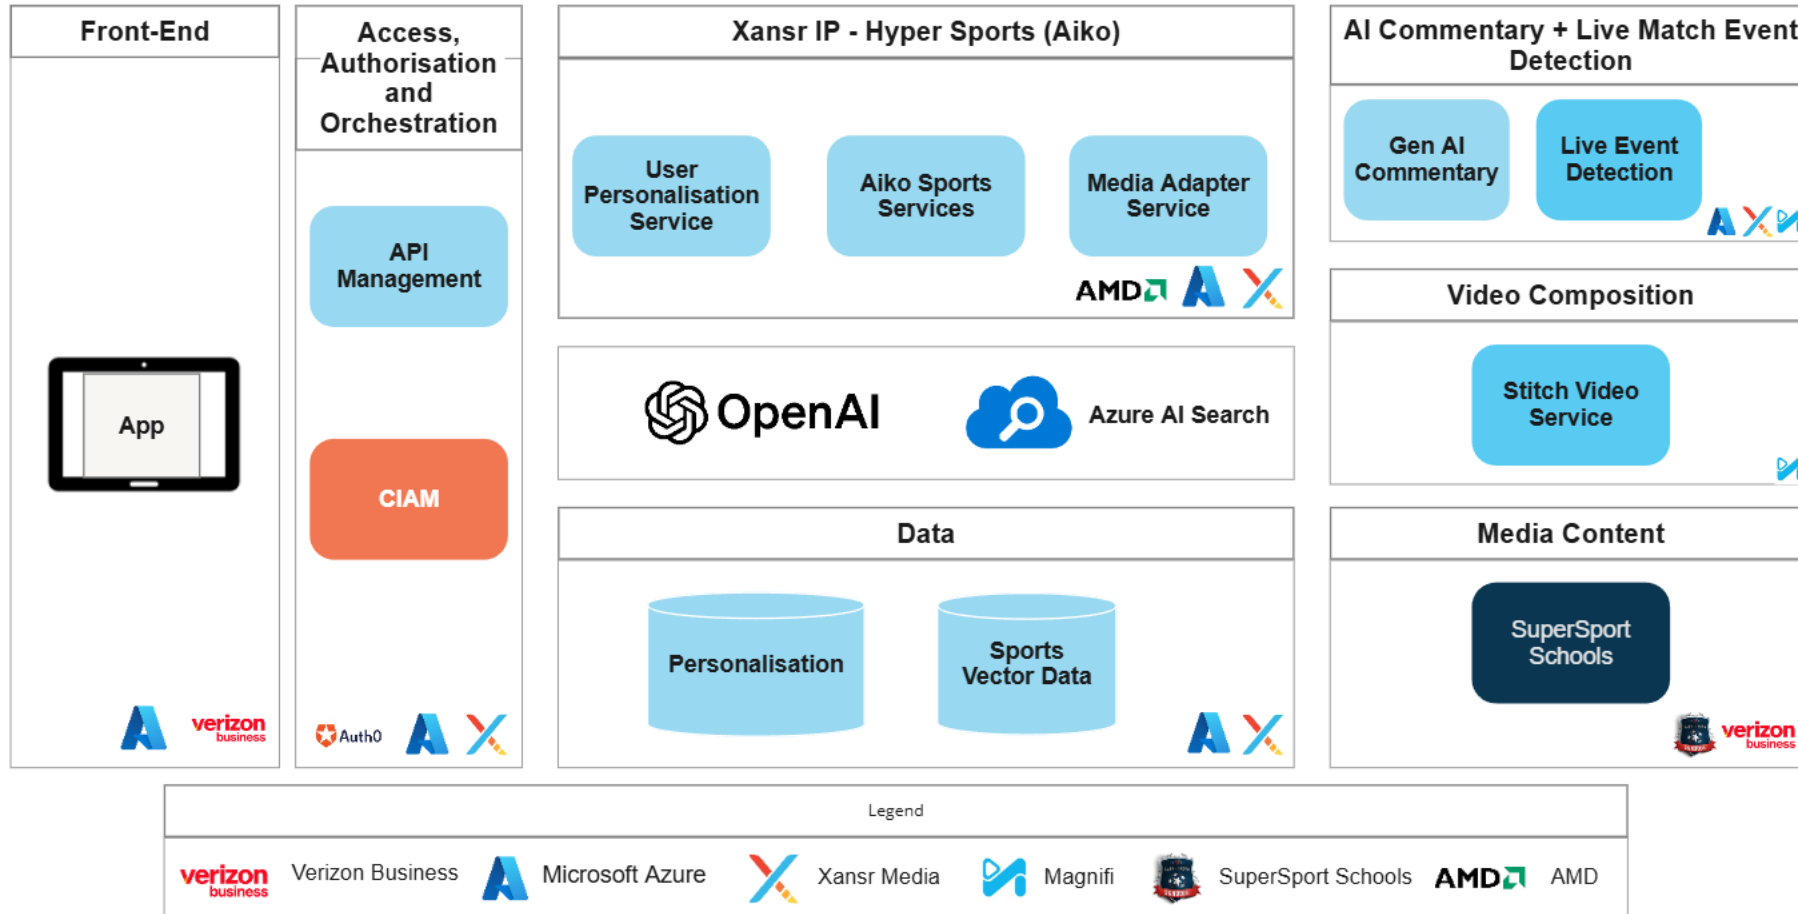 Front-End
App
verizon
business
Access,
Authorisation
and
Orchestration
API
Management
CIAM
Auth0
Xansr IP - Hyper Sports (Aiko)
User
Personalisation
Service
Aiko Sports
Services
Media Adapter
Service
AMD
OpenAI
Azure AI Search
Data
Personalisation
Sports
Vector Data
AI Commentary + Live Match Event
Detection
Gen AI
Commentary
Live Event
Detection
Video Composition
Stitch Video
Service
Media Content
SuperSport
Schools
verizon
business
Legend
verizon
business
Verizon Business
Microsoft Azure
Xansr Media
Magnifi
SuperSport Schools
AMD
AMD